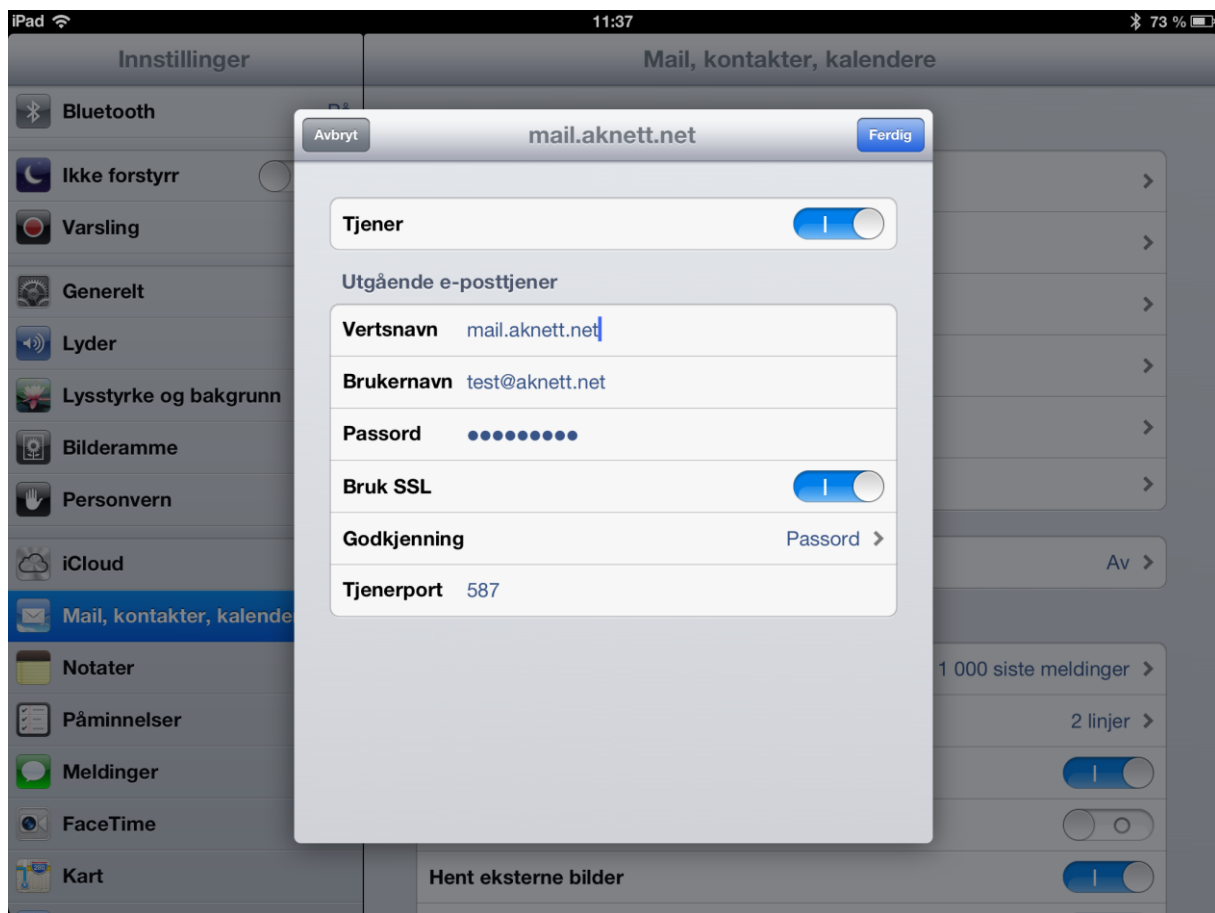 iPad 11:37 73 %
Innstillinger
Mail, kontakter, kalendere
Bluetooth
Ikke forstyrr
Varsling
Generelt
Lyder
Lysstyrke og bakgrunn
Bilderamme
Personvern
iCloud
Mail, kontakter, kalende
Notater
Påminnelser
Meldinger
FaceTime
Kart
Avbryt mail.aknett.net Ferdig
Tjener
Utgående e-posttjener
Vertsnavn mail.aknett.net
Brukernavn test@aknett.net
Passord ●●●●●●●●●
Bruk SSL
Godkjenning Passord
Tjenerport 587
Av
1 000 siste meldinger
2 linjer
Hent eksterne bilder